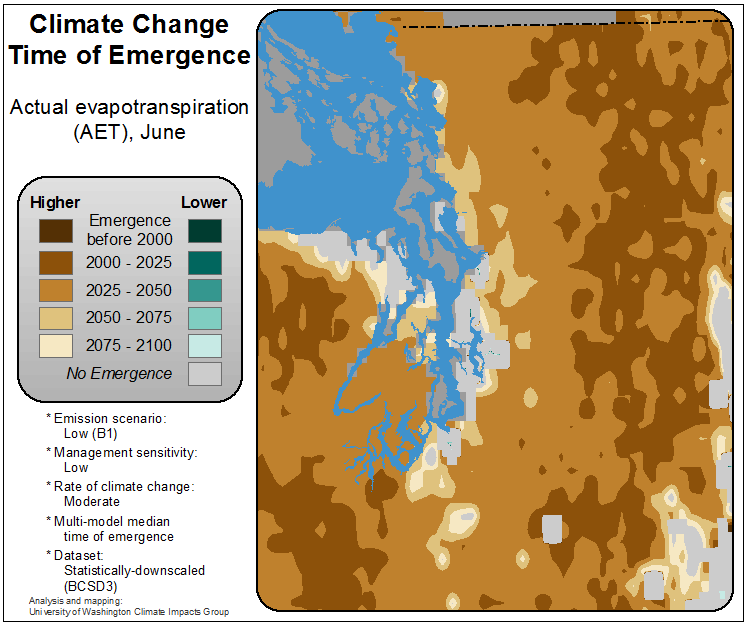 Climate Change
Time of Emergence
Actual evapotranspiration
(AET), June
Higher Lower
Emergence
before 2000
2000 - 2025
2025 - 2050
2050 - 2075
2075 - 2100
No Emergence
* Emission scenario:
Low (B1)
* Management sensitivity:
Low
* Rate of climate change:
Moderate
* Multi-model median
time of emergence
* Dataset:
Statistically-downscaled
(BCSD3)
Analysis and mapping:
University of Washington Climate Impacts Group